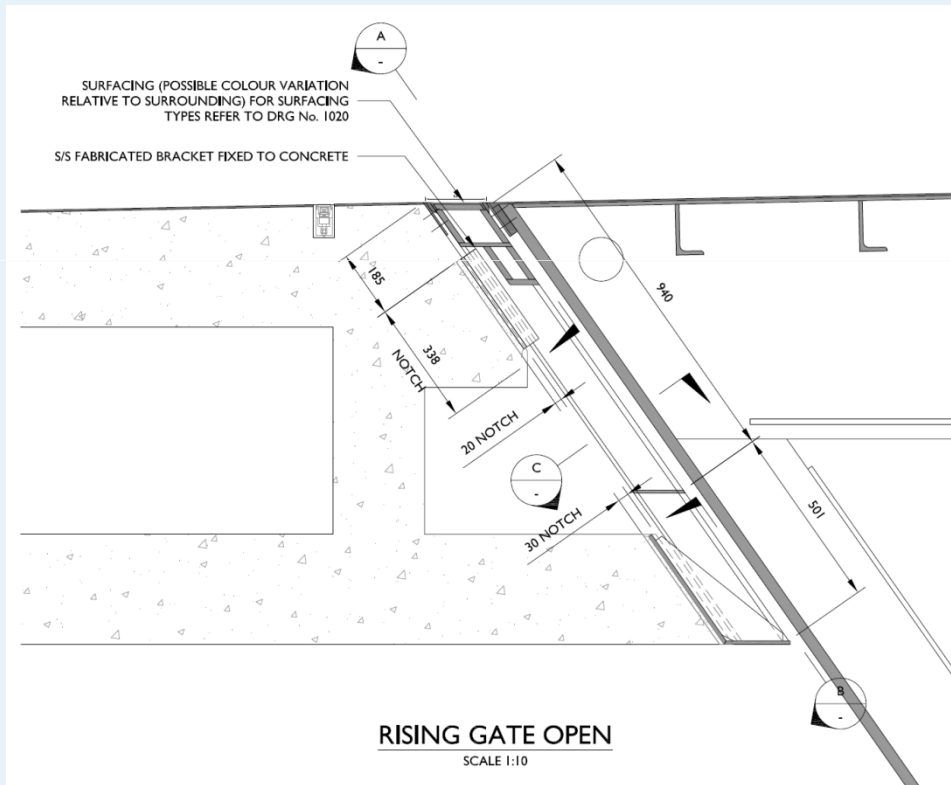 A
-
SURFACING (POSSIBLE COLOUR VARIATION
RELATIVE TO SURROUNDING) FOR SURFACING
TYPES REFER TO DRG No. 1020
S/S FABRICATED BRACKET FIXED TO CONCRETE
185
940
338
NOTCH
20 NOTCH
C
-
501
30 NOTCH
B
-
RISING GATE OPEN
SCALE 1:10